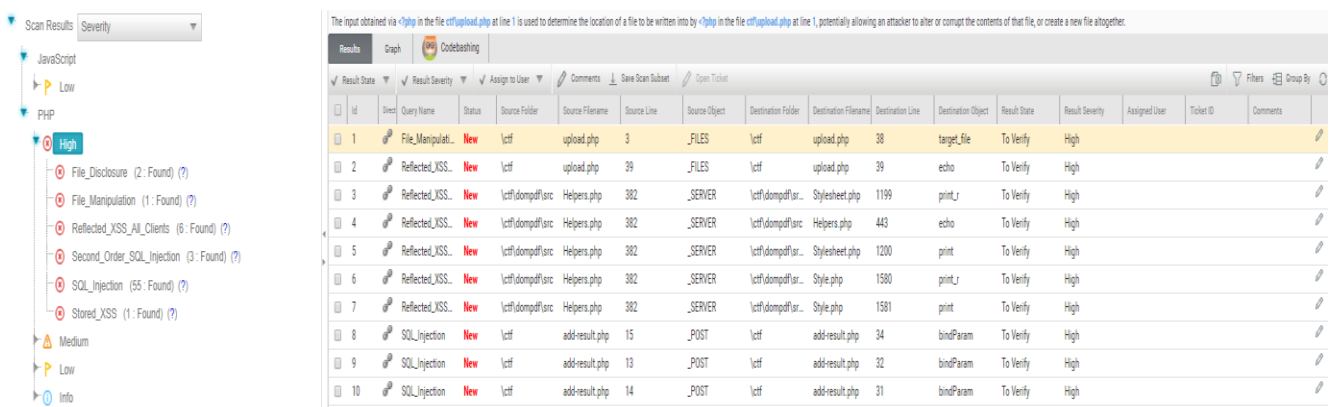 Scan Results Severity
JavaScript
Low
PHP
High
File_Disclosure (2 : Found) (?)
File_Manipulation (1 : Found) (?)
Reflected_XSS_All_Clients (6 : Found) (?)
Second_Order_SQL_Injection (3 : Found) (?)
SQL_Injection (55 : Found) (?)
Stored_XSS (1 : Found) (?)
Medium
Low
Info
The input obtained via <?php in the file ctf\upload.php at line 1 is used to determine the location of a file to be written into by <?php in the file ctf\upload.php at line 1, potentially allowing an attacker to alter or corrupt the contents of that file, or create a new file altogether.
Results Graph Codebashing
Result State Result Severity Assign to User Comments Save Scan Subset Open Ticket Filters Group By
Id Direc Query Name Status Source Folder Source Filename Source Line Source Object Destination Folder Destination Filename Destination Line Destination Object Result State Result Severity Assigned User Ticket ID Comments
1 File_Manipulati... New \ctf upload.php 3 _FILES \ctf upload.php 38 target_file To Verify High
2 Reflected_XSS... New \ctf upload.php 39 _FILES \ctf upload.php 39 echo To Verify High
3 Reflected_XSS... New \ctf\dompdf\src Helpers.php 382 _SERVER \ctf\dompdf\sr... Stylesheet.php 1199 print_r To Verify High
4 Reflected_XSS... New \ctf\dompdf\src Helpers.php 382 _SERVER \ctf\dompdf\src Helpers.php 443 echo To Verify High
5 Reflected_XSS... New \ctf\dompdf\src Helpers.php 382 _SERVER \ctf\dompdf\sr... Stylesheet.php 1200 print To Verify High
6 Reflected_XSS... New \ctf\dompdf\src Helpers.php 382 _SERVER \ctf\dompdf\sr... Style.php 1580 print_r To Verify High
7 Reflected_XSS... New \ctf\dompdf\src Helpers.php 382 _SERVER \ctf\dompdf\sr... Style.php 1581 print To Verify High
8 SQL_Injection New \ctf add-result.php 15 _POST \ctf add-result.php 34 bindParam To Verify High
9 SQL_Injection New \ctf add-result.php 13 _POST \ctf add-result.php 32 bindParam To Verify High
10 SQL_Injection New \ctf add-result.php 14 _POST \ctf add-result.php 31 bindParam To Verify High